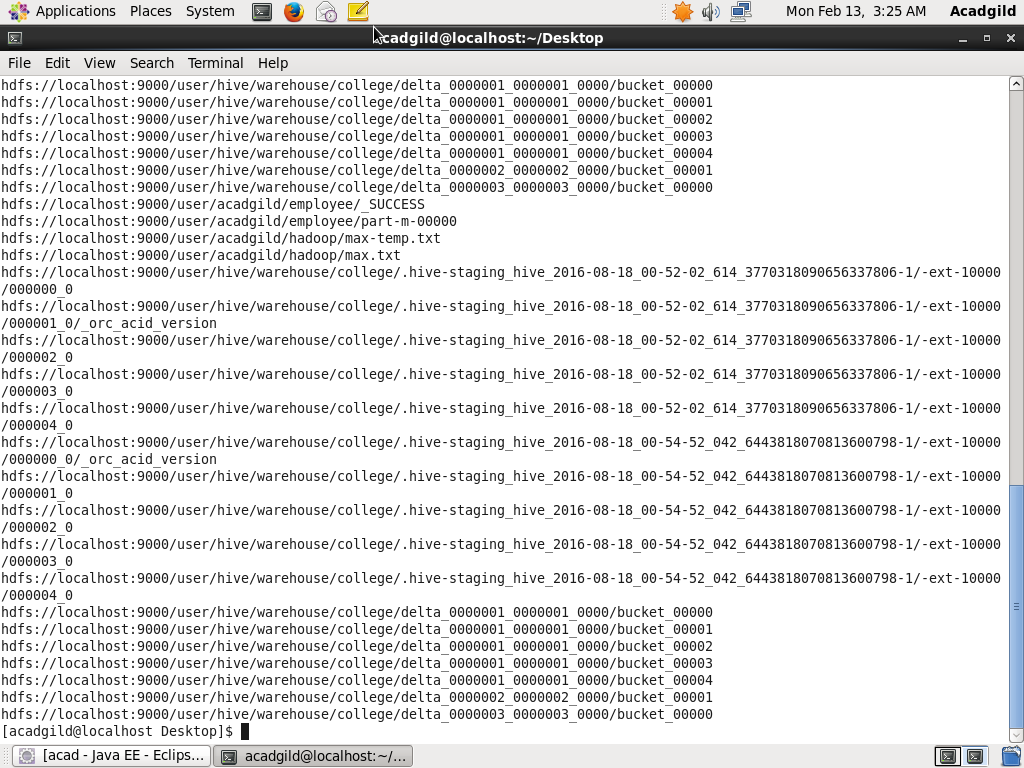 Applications Places System Mon Feb 13, 3:25 AM Acadgild
cadgild@localhost:~/Desktop
File Edit View Search Terminal Help
hdfs://localhost:9000/user/hive/warehouse/college/delta_0000001_0000001_0000/bucket_00000
hdfs://localhost:9000/user/hive/warehouse/college/delta_0000001_0000001_0000/bucket_00001
hdfs://localhost:9000/user/hive/warehouse/college/delta_0000001_0000001_0000/bucket_00002
hdfs://localhost:9000/user/hive/warehouse/college/delta_0000001_0000001_0000/bucket_00003
hdfs://localhost:9000/user/hive/warehouse/college/delta_0000001_0000001_0000/bucket_00004
hdfs://localhost:9000/user/hive/warehouse/college/delta_0000002_0000002_0000/bucket_00001
hdfs://localhost:9000/user/hive/warehouse/college/delta_0000003_0000003_0000/bucket_00000
hdfs://localhost:9000/user/acadgild/employee/_SUCCESS
hdfs://localhost:9000/user/acadgild/employee/part-m-00000
hdfs://localhost:9000/user/acadgild/hadoop/max-temp.txt
hdfs://localhost:9000/user/acadgild/hadoop/max.txt
hdfs://localhost:9000/user/hive/warehouse/college/.hive-staging_hive_2016-08-18_00-52-02_614_3770318090656337806-1/-ext-10000
/000000_0
hdfs://localhost:9000/user/hive/warehouse/college/.hive-staging_hive_2016-08-18_00-52-02_614_3770318090656337806-1/-ext-10000
/000001_0/_orc_acid_version
hdfs://localhost:9000/user/hive/warehouse/college/.hive-staging_hive_2016-08-18_00-52-02_614_3770318090656337806-1/-ext-10000
/000002_0
hdfs://localhost:9000/user/hive/warehouse/college/.hive-staging_hive_2016-08-18_00-52-02_614_3770318090656337806-1/-ext-10000
/000003_0
hdfs://localhost:9000/user/hive/warehouse/college/.hive-staging_hive_2016-08-18_00-52-02_614_3770318090656337806-1/-ext-10000
/000004_0
hdfs://localhost:9000/user/hive/warehouse/college/.hive-staging_hive_2016-08-18_00-54-52_042_6443818070813600798-1/-ext-10000
/000000_0/_orc_acid_version
hdfs://localhost:9000/user/hive/warehouse/college/.hive-staging_hive_2016-08-18_00-54-52_042_6443818070813600798-1/-ext-10000
/000001_0
hdfs://localhost:9000/user/hive/warehouse/college/.hive-staging_hive_2016-08-18_00-54-52_042_6443818070813600798-1/-ext-10000
/000002_0
hdfs://localhost:9000/user/hive/warehouse/college/.hive-staging_hive_2016-08-18_00-54-52_042_6443818070813600798-1/-ext-10000
/000003_0
hdfs://localhost:9000/user/hive/warehouse/college/.hive-staging_hive_2016-08-18_00-54-52_042_6443818070813600798-1/-ext-10000
/000004_0
hdfs://localhost:9000/user/hive/warehouse/college/delta_0000001_0000001_0000/bucket_00000
hdfs://localhost:9000/user/hive/warehouse/college/delta_0000001_0000001_0000/bucket_00001
hdfs://localhost:9000/user/hive/warehouse/college/delta_0000001_0000001_0000/bucket_00002
hdfs://localhost:9000/user/hive/warehouse/college/delta_0000001_0000001_0000/bucket_00003
hdfs://localhost:9000/user/hive/warehouse/college/delta_0000001_0000001_0000/bucket_00004
hdfs://localhost:9000/user/hive/warehouse/college/delta_0000002_0000002_0000/bucket_00001
hdfs://localhost:9000/user/hive/warehouse/college/delta_0000003_0000003_0000/bucket_00000
[acadgild@localhost Desktop]$
[acad - Java EE - Eclips... acadgild@localhost:~/...